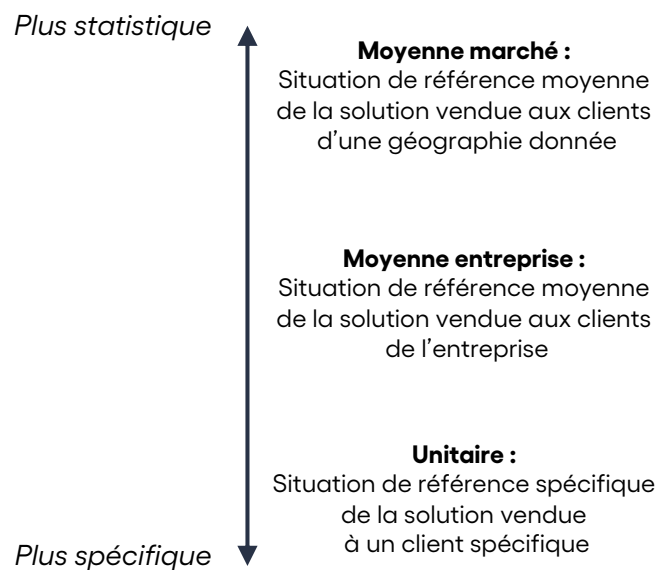 Plus statistique
Moyenne marché :
Situation de référence moyenne
de la solution vendue aux clients
d’une géographie donnée
Moyenne entreprise :
Situation de référence moyenne
de la solution vendue aux clients
de l’entreprise
Unitaire :
Situation de référence spécifique
de la solution vendue
à un client spécifique
Plus spécifique